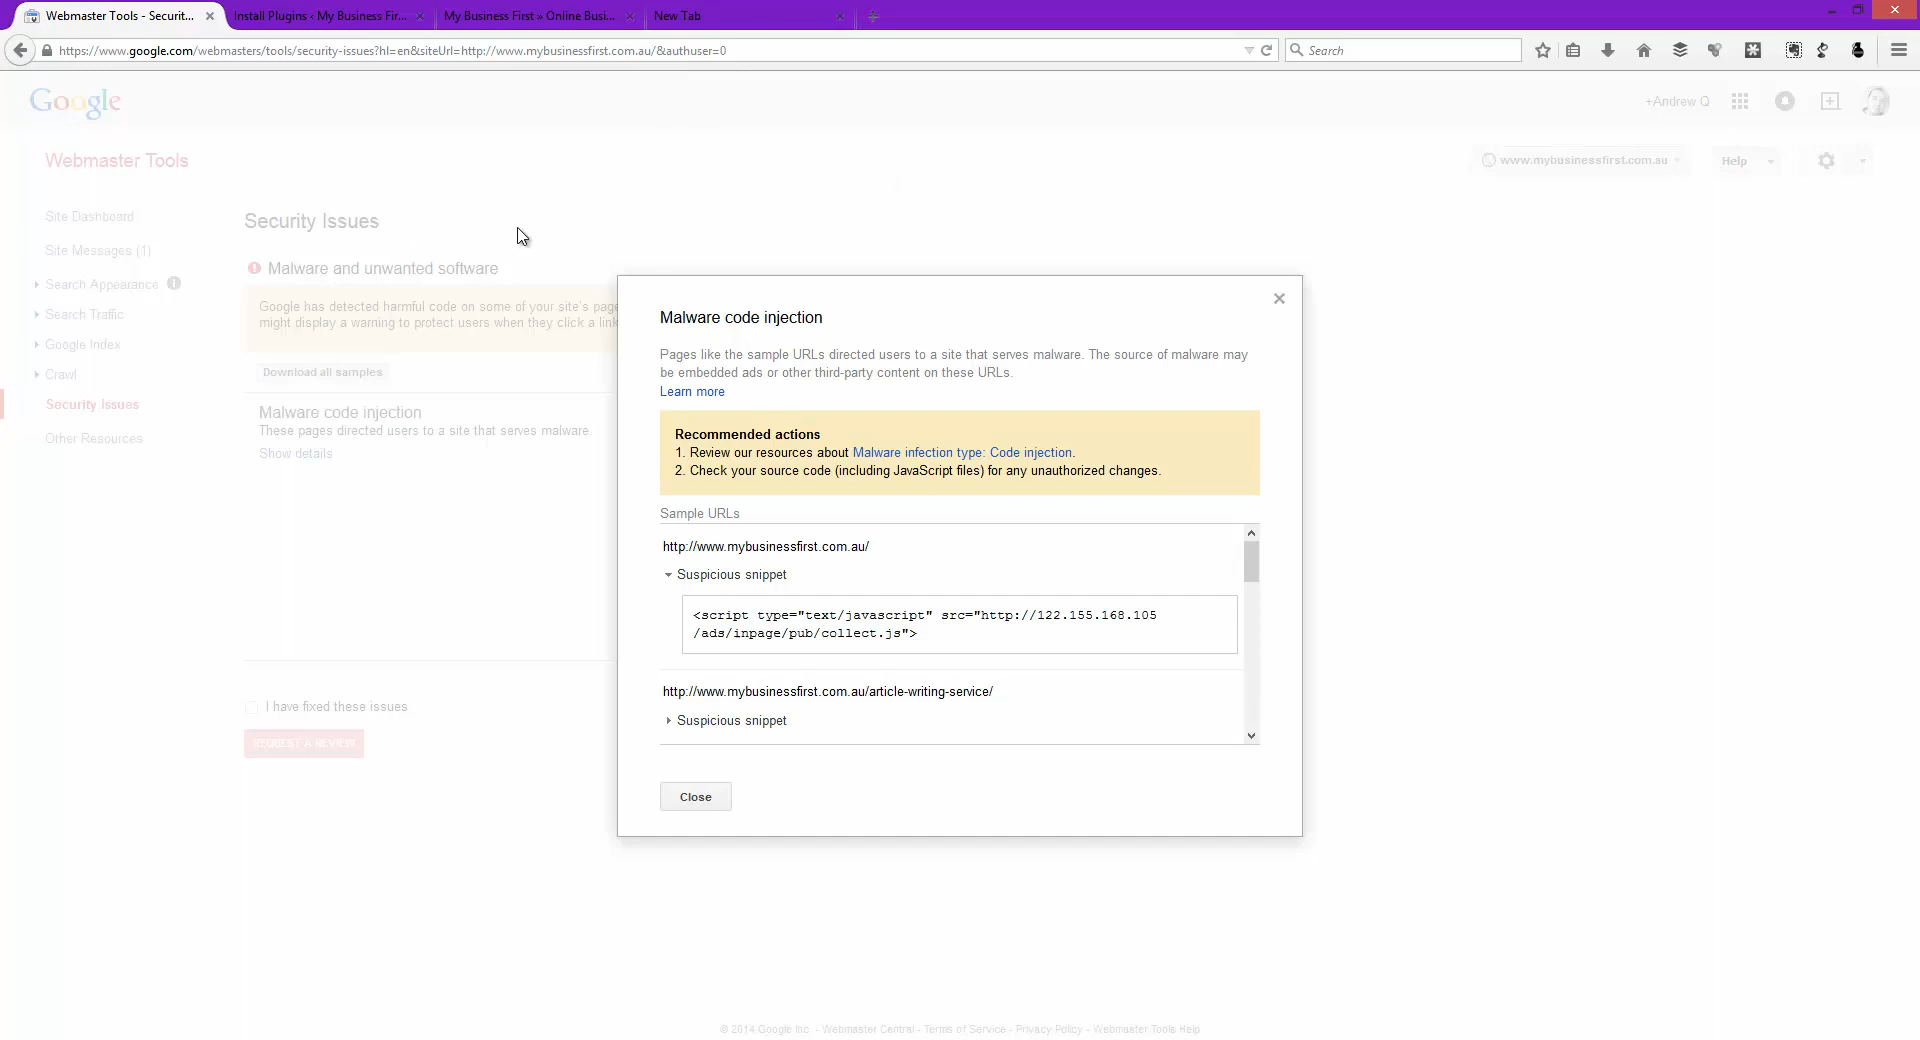 Webmaster Tools - Securit...
Install Plugins ‹ My Business Fir...
My Business First » Online Busi...
New Tab
https://www.google.com/webmasters/tools/security-issues?hl=en&siteUrl=http://www.mybusinessfirst.com.au/&authuser=0
Search
Google
+Andrew Q
Webmaster Tools
www.mybusinessfirst.com.au
Help
Site Dashboard
Site Messages (1)
Search Appearance
Search Traffic
Google Index
Crawl
Security Issues
Other Resources
Security Issues
Malware and unwanted software
Google has detected harmful code on some of your site's page
might display a warning to protect users when they click a link
Download all samples
Malware code injection
These pages directed users to a site that serves malware.
Show details
I have fixed these issues
REQUEST A REVIEW
Malware code injection
Pages like the sample URLs directed users to a site that serves malware. The source of malware may
be embedded ads or other third-party content on these URLs.
Learn more
Recommended actions
1. Review our resources about Malware infection type: Code injection.
2. Check your source code (including JavaScript files) for any unauthorized changes.
Sample URLs
http://www.mybusinessfirst.com.au/
Suspicious snippet
<script type="text/javascript" src="http://122.155.168.105
/ads/inpage/pub/collect.js">
http://www.mybusinessfirst.com.au/article-writing-service/
Suspicious snippet
Close
© 2014 Google Inc. - Webmaster Central - Terms of Service - Privacy Policy - Webmaster Tools Help